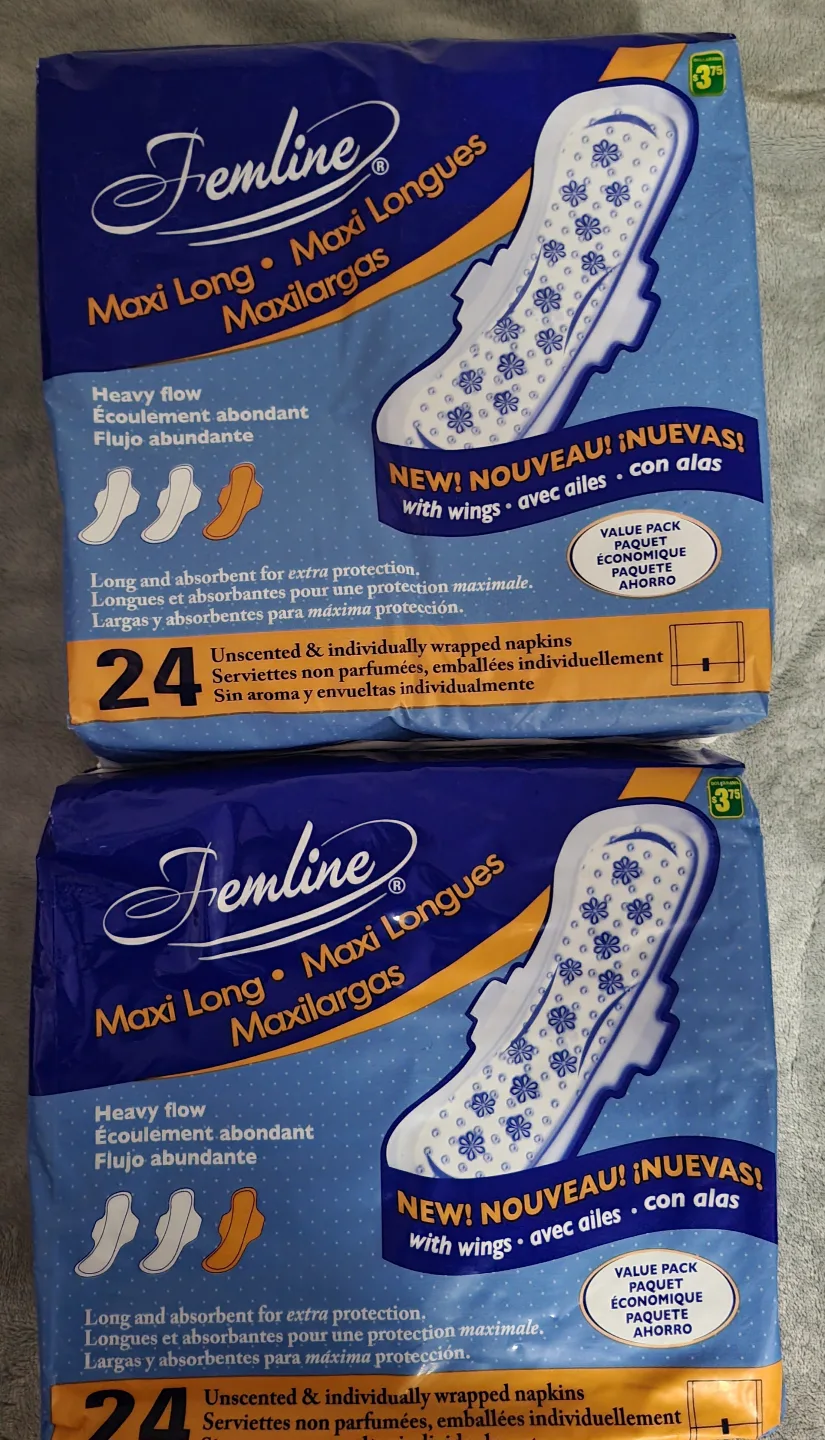 $3.75
Femline®
Maxi Long • Maxi Longues
Maxilargas
Heavy flow
Écoulement abondant
Flujo abundante
NEW! NOUVEAU! ¡NUEVAS!
with wings • avec ailes • con alas
VALUE PACK
PAQUET
ÉCONOMIQUE
PAQUETE
AHORRO
Long and absorbent for extra protection.
Longues et absorbantes pour une protection maximale.
Largas y absorbentes para máxima protección.
24
Unscented & individually wrapped napkins
Serviettes non parfumées, emballées individuellement
Sin aroma y envueltas individualmente
$3.75
Femline®
Maxi Long • Maxi Longues
Maxilargas
Heavy flow
Écoulement abondant
Flujo abundante
NEW! NOUVEAU! ¡NUEVAS!
with wings • avec ailes • con alas
VALUE PACK
PAQUET
ÉCONOMIQUE
PAQUETE
AHORRO
Long and absorbent for extra protection.
Longues et absorbantes pour une protection maximale.
Largas y absorbentes para máxima protección.
24
Unscented & individually wrapped napkins
Serviettes non parfumées, emballées individuellement